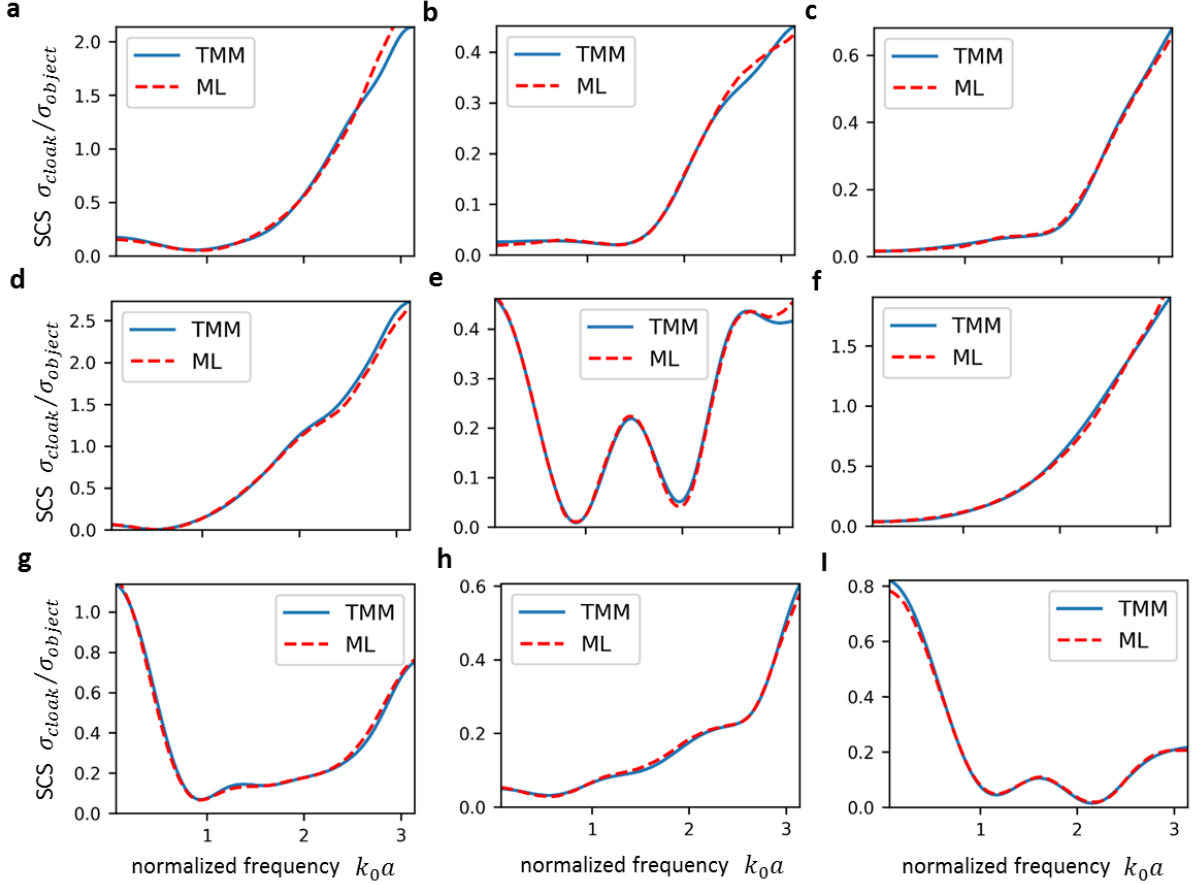 a
b
c
2.0
1.5
1.0
0.5
0.0
TMM
ML
0.4
0.3
0.2
0.1
0.0
TMM
ML
0.6
0.4
0.2
0.0
TMM
ML
SCS σ_cloak/σ_object
d
e
f
2.5
2.0
1.5
1.0
0.5
0.0
TMM
ML
0.4
0.3
0.2
0.1
0.0
TMM
ML
1.5
1.0
0.5
0.0
TMM
ML
SCS σ_cloak/σ_object
g
h
I
1.0
0.8
0.6
0.4
0.2
0.0
TMM
ML
0.6
0.4
0.2
0.0
TMM
ML
0.8
0.6
0.4
0.2
0.0
TMM
ML
SCS σ_cloak/σ_object
1 2 3
1 2 3
1 2 3
normalized frequency k₀a
normalized frequency k₀a
normalized frequency k₀a